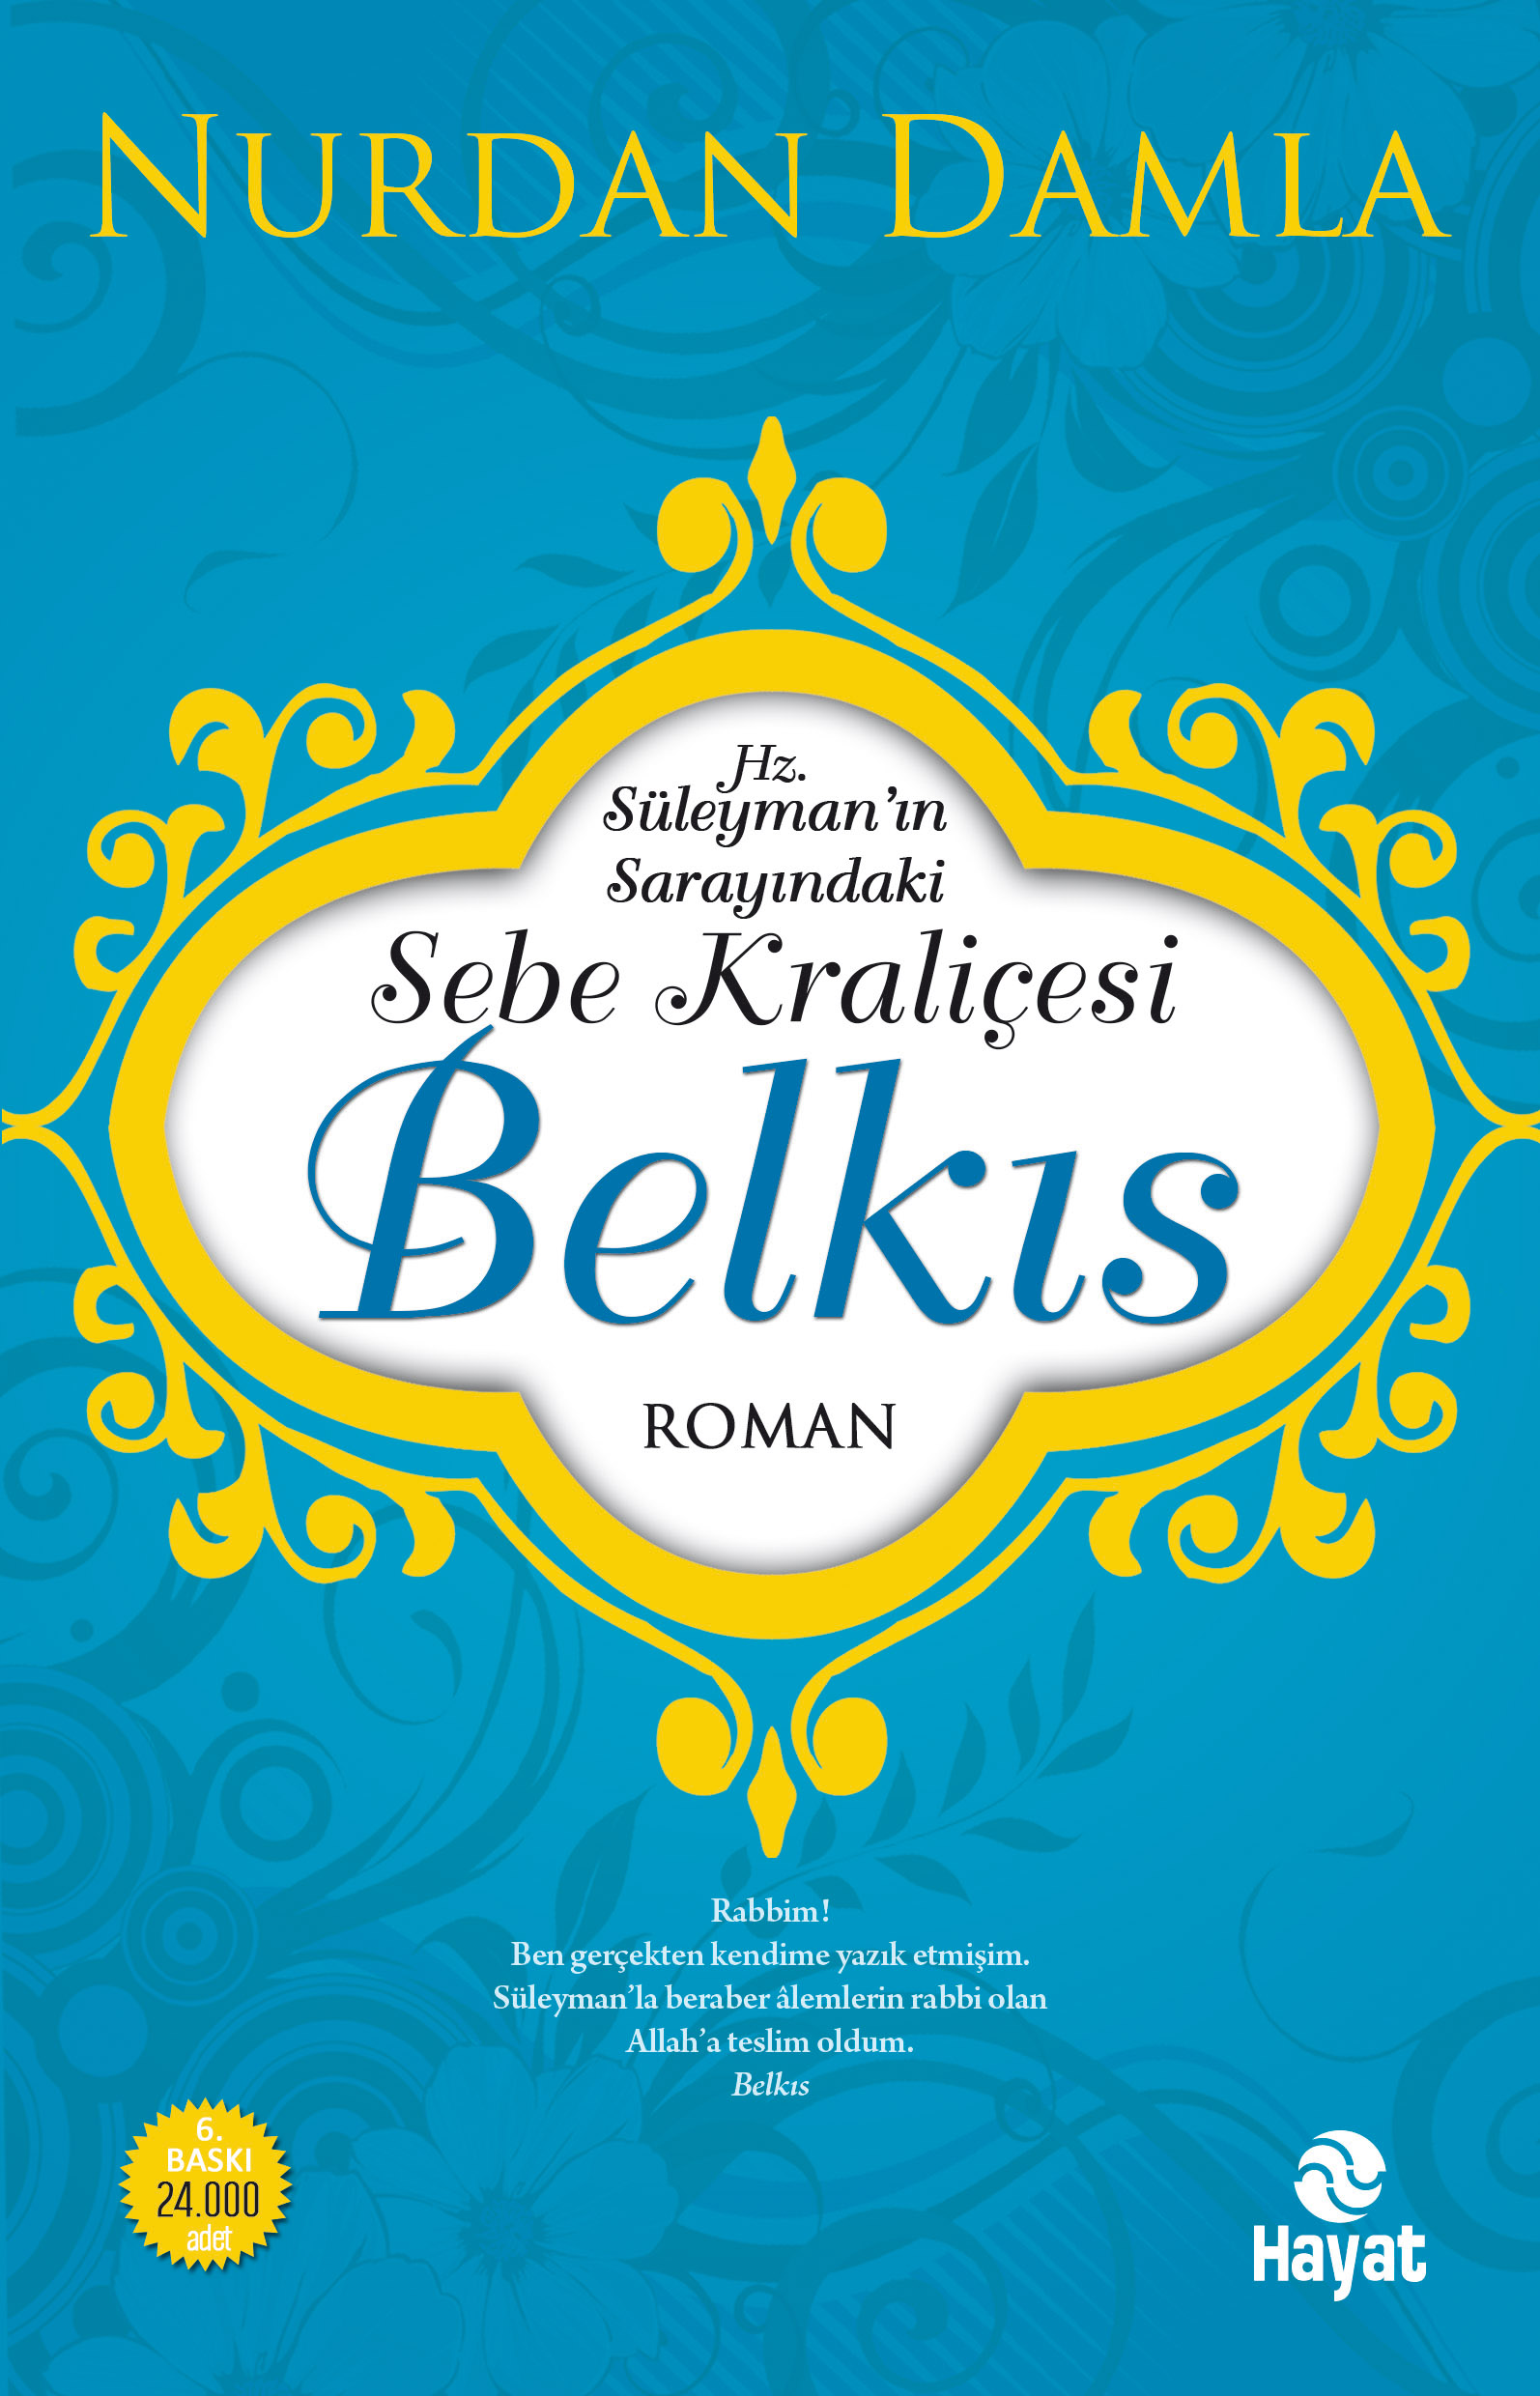 NURDAN DAMLA
Hz.
Süleyman’ın
Sarayındaki
Sebe Kraliçesi
Belkıs
ROMAN
Rabbim!
Ben gerçekten kendime yazık etmişim.
Süleyman’la beraber âlemlerin rabbi olan
Allah’a teslim oldum.
Belkıs
6.
BASKI
24.000
adet
Hayat